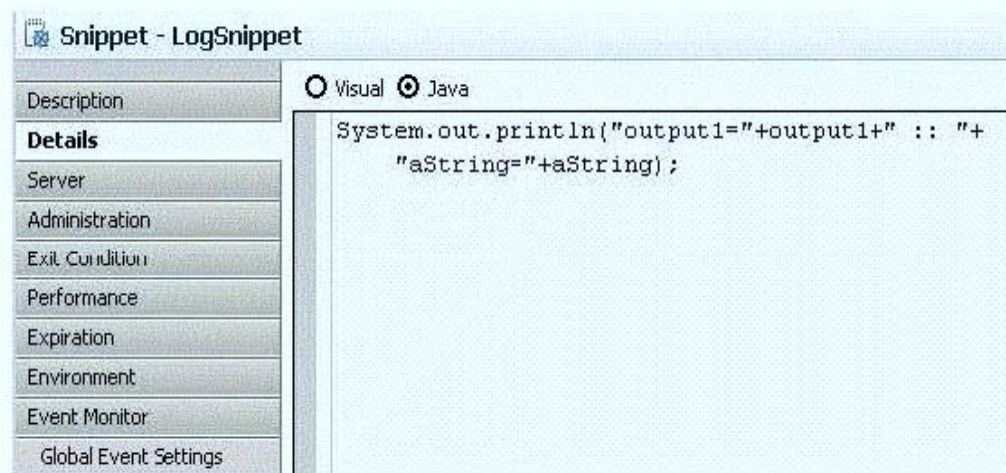 Snippet - LogSnippet
Visual Java
Description
Details
Server
Administration
Exit Condition
Performance
Expiration
Environment
Event Monitor
Global Event Settings
System.out.println("output1="+output1+" :: "+
"aString="+aString);